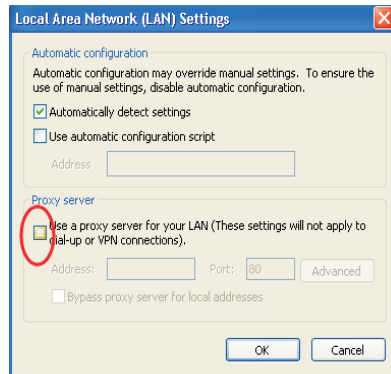 Local Area Network (LAN) Settings
Automatic configuration
Automatic configuration may override manual settings. To ensure the
use of manual settings, disable automatic configuration.
Automatically detect settings
Use automatic configuration script
Address
Proxy server
Use a proxy server for your LAN (These settings will not apply to
dial-up or VPN connections).
Address: Port: 80 Advanced
Bypass proxy server for local addresses
OK Cancel